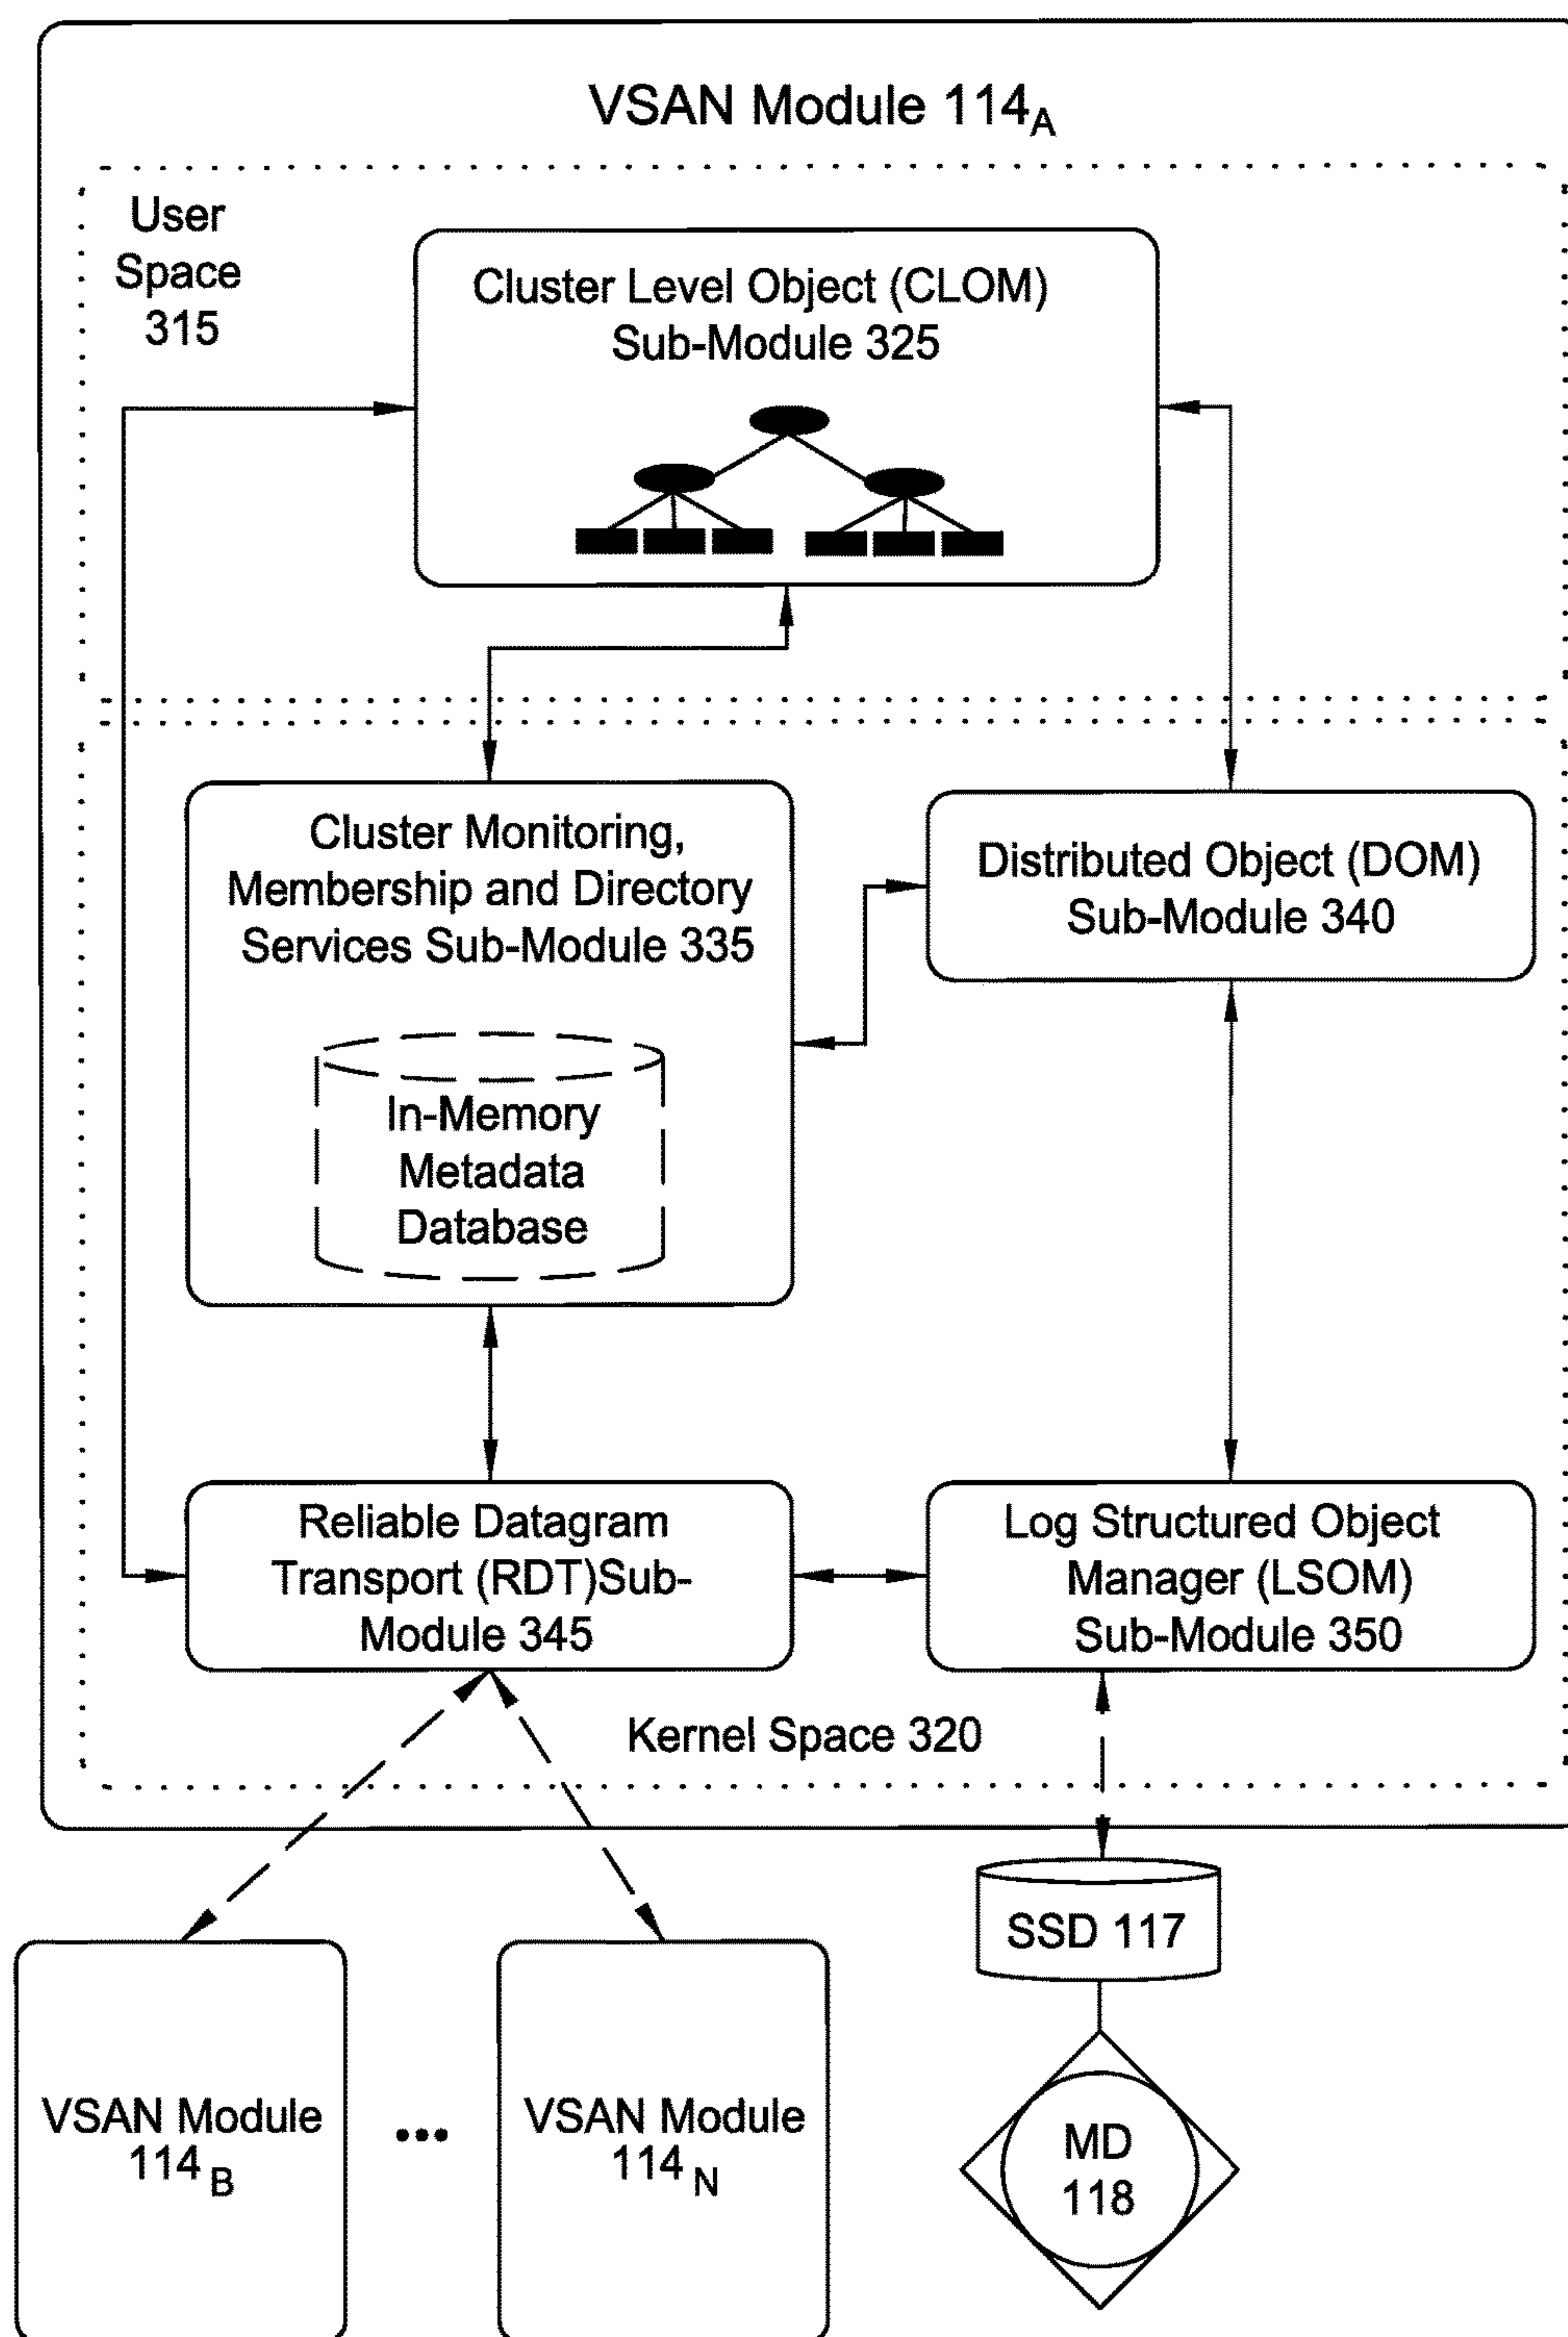 VSAN Module 114A
User
Space
315
Cluster Level Object (CLOM)
Sub-Module 325
Cluster Monitoring,
Membership and Directory
Services Sub-Module 335
In-Memory
Metadata
Database
Distributed Object (DOM)
Sub-Module 340
Reliable Datagram
Transport (RDT)Sub-
Module 345
Log Structured Object
Manager (LSOM)
Sub-Module 350
Kernel Space 320
VSAN Module
114 B
•••
VSAN Module
114 N
SSD 117
MD
118